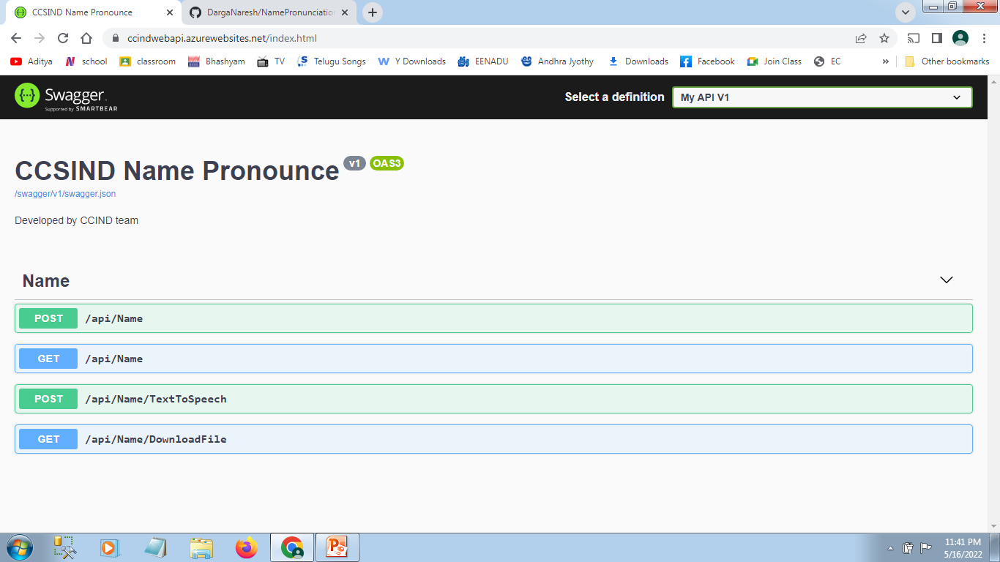 CCSIND Name Pronounce
DargaNaresh/NamePronunciation
ccindwebapi.azurewebsites.net/index.html
Aditya school classroom Bhashyam TV Telugu Songs Y Downloads EENADU Andhra Jyothy Downloads Facebook Join Class EC » Other bookmarks
Swagger
Supported by SMARTBEAR
Select a definition My API V1
CCSIND Name Pronounce v1 OAS3
/swagger/v1/swagger.json
Developed by CCIND team
Name
POST /api/Name
GET /api/Name
POST /api/Name/TextToSpeech
GET /api/Name/DownloadFile
11:41 PM
5/16/2022